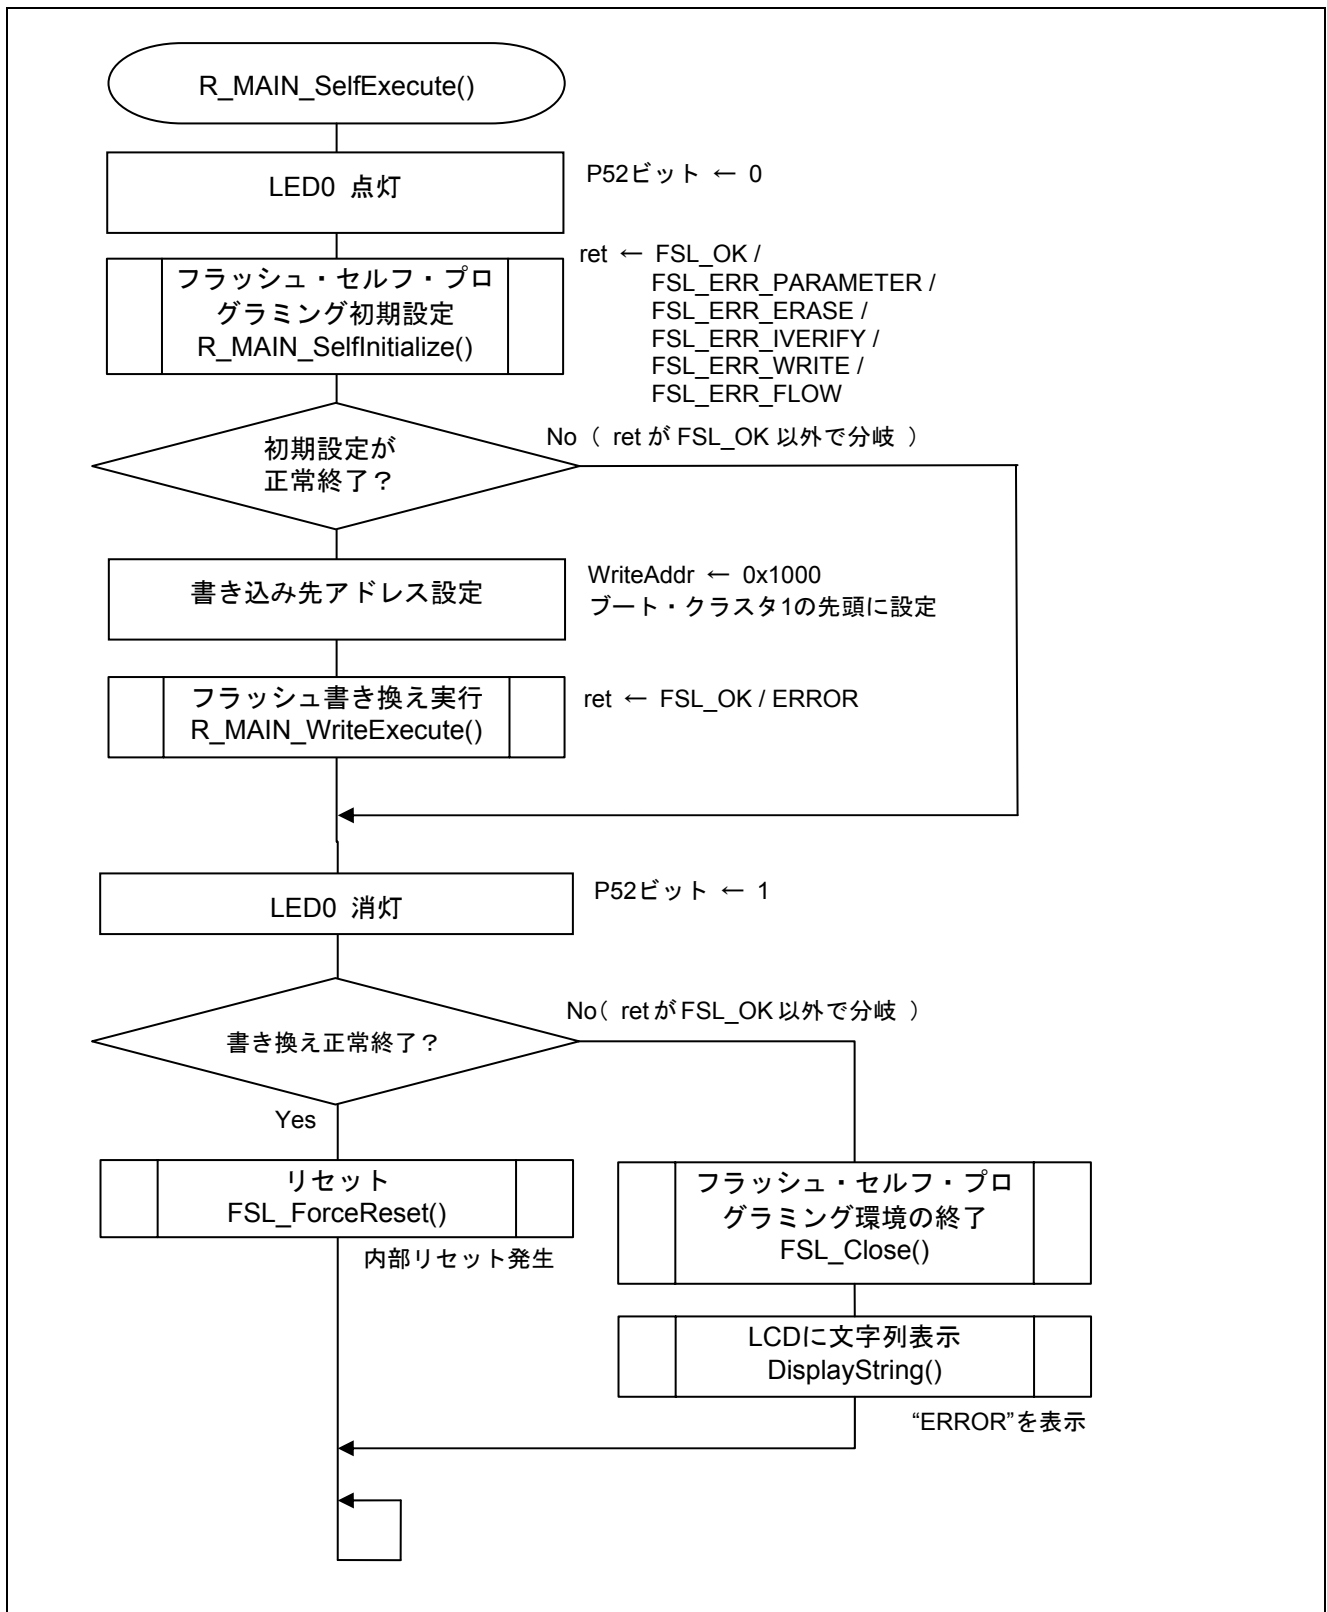 R_MAIN_SelfExecute()
LED0 点灯
P52ビット ← 0
フラッシュ・セルフ・プロ
グラミング初期設定
R_MAIN_SelfInitialize()
ret ← FSL_OK /
FSL_ERR_PARAMETER /
FSL_ERR_ERASE /
FSL_ERR_IVERIFY /
FSL_ERR_WRITE /
FSL_ERR_FLOW
初期設定が
正常終了？
No（ ret が FSL_OK 以外で分岐 ）
書き込み先アドレス設定
WriteAddr ← 0x1000
ブート・クラスタ1の先頭に設定
フラッシュ書き換え実行
R_MAIN_WriteExecute()
ret ← FSL_OK / ERROR
LED0 消灯
P52ビット ← 1
書き換え正常終了？
No（ ret が FSL_OK 以外で分岐 ）
Yes
リセット
FSL_ForceReset()
内部リセット発生
フラッシュ・セルフ・プロ
グラミング環境の終了
FSL_Close()
LCDに文字列表示
DisplayString()
“ERROR”を表示